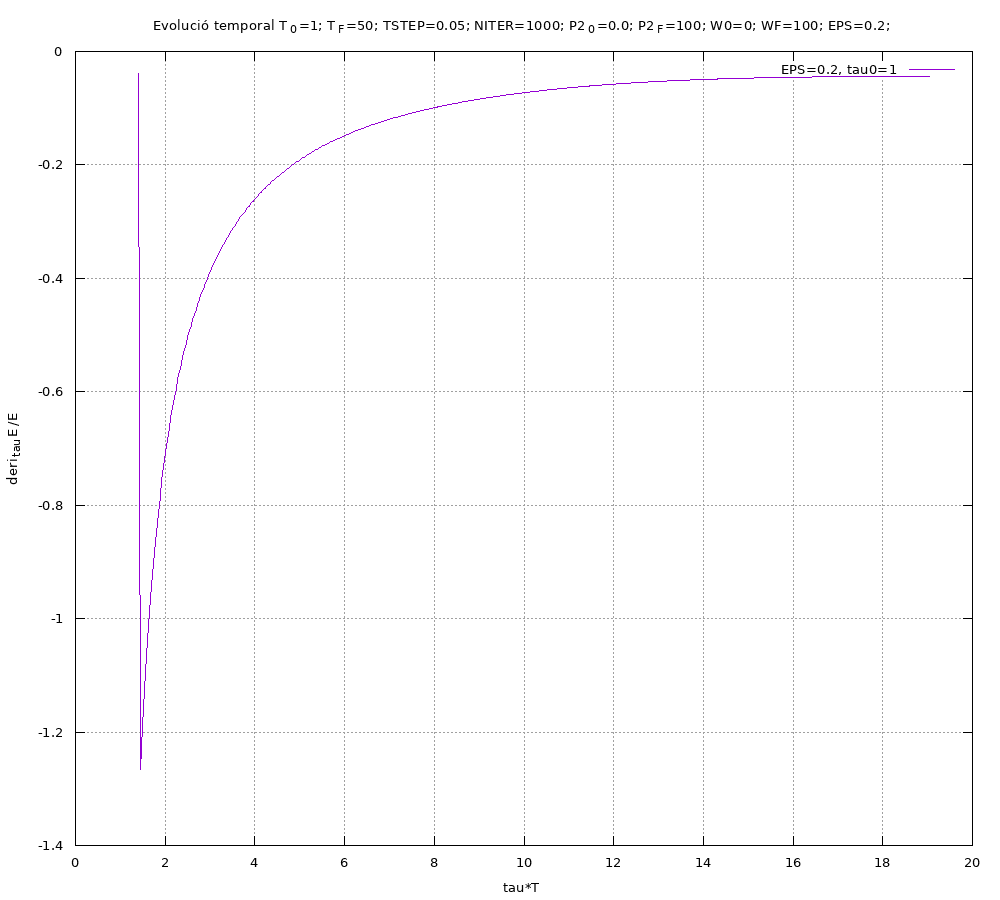 Evolució temporal T 0 =1; T F =50; TSTEP=0.05; NITER=1000; P2 0 =0.0; P2 F =100; W0=0; WF=100; EPS=0.2;
EPS=0.2, tau0=1
0
-0.2
-0.4
-0.6
-0.8
-1
-1.2
-1.4
deri tau E /E
0 2 4 6 8 10 12 14 16 18 20
tau*T